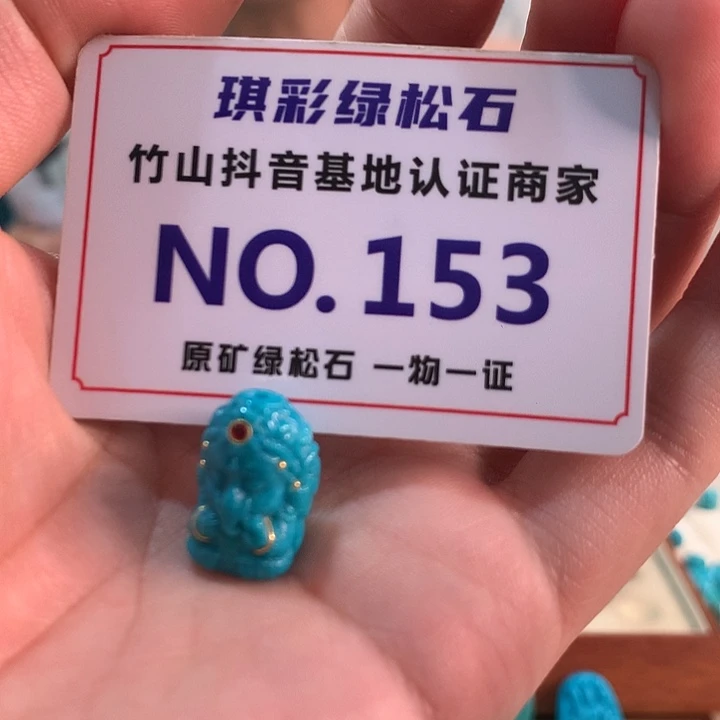 琪彩绿松石
竹山抖音基地认证商家
NO.153
原矿绿松石 一物一证